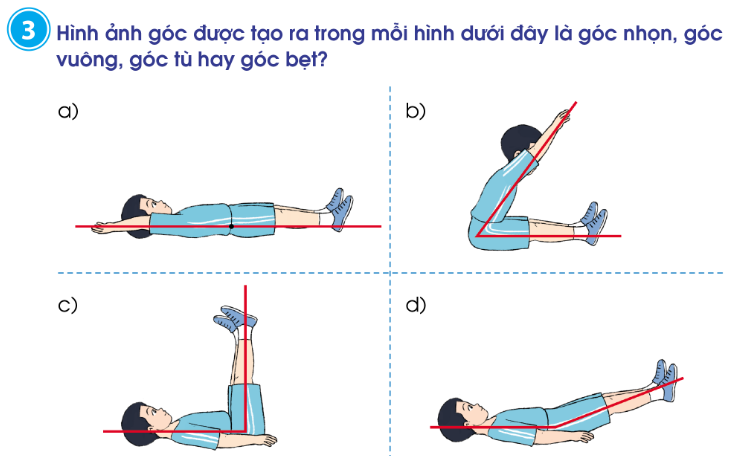 3 Hình ảnh góc được tạo ra trong mỗi hình dưới đây là góc nhọn, góc
vuông, góc tù hay góc bẹt?
a)
b)
c)
d)